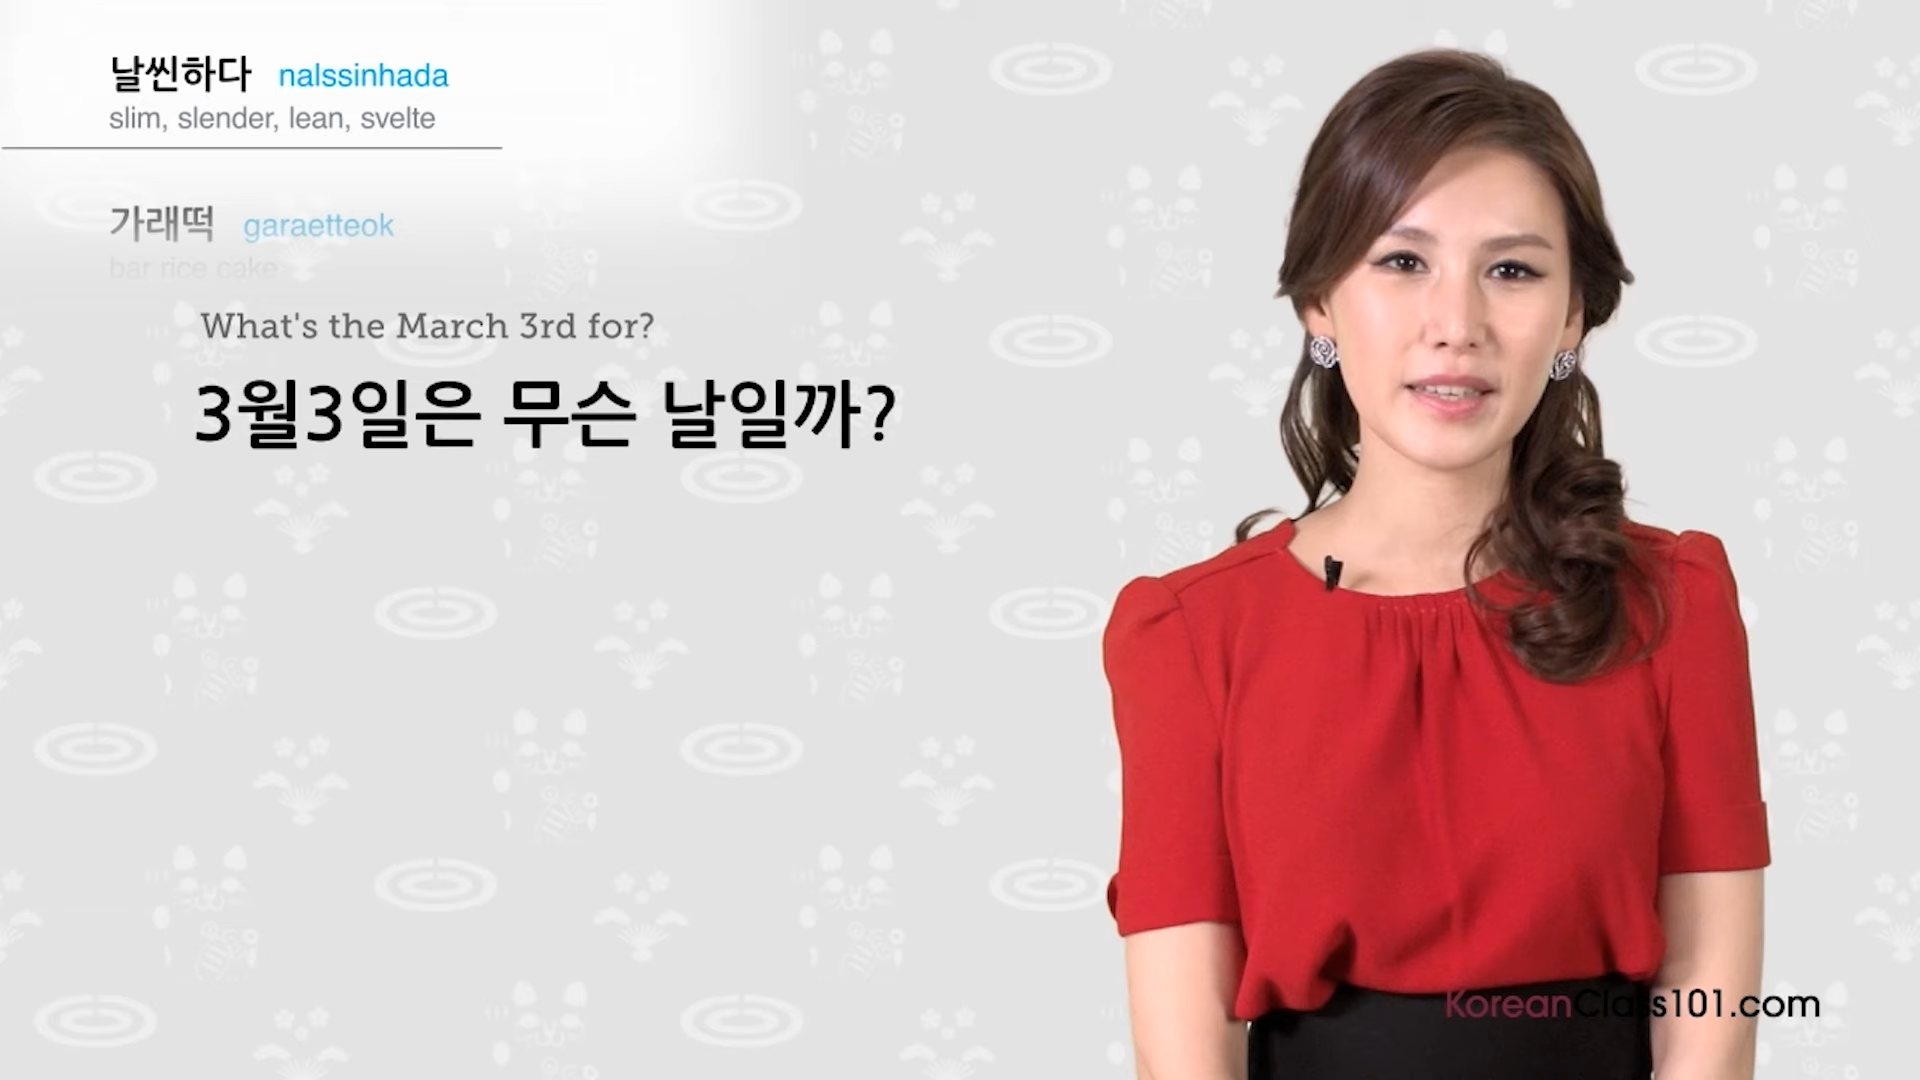 날씬하다 nalssinhada
slim, slender, lean, svelte
가래떡 garaetteok
bar rice cake
What's the March 3rd for?
3월3일은 무슨 날일까?
KoreanClass101.com